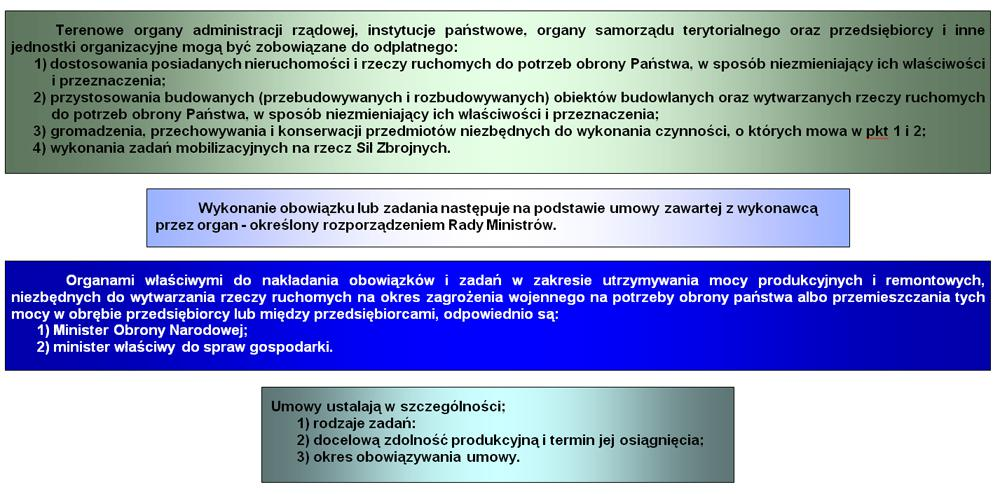 Terenowe organy administracji rządowej, instytucje państwowe, organy samorządu terytorialnego oraz przedsiębiorcy i inne
jednostki organizacyjne mogą być zobowiązane do odpłatnego:
1) dostosowania posiadanych nieruchomości i rzeczy ruchomych do potrzeb obrony Państwa, w sposób niezmieniający ich właściwości
i przeznaczenia;
2) przystosowania budowanych (przebudowywanych i rozbudowywanych) obiektów budowlanych oraz wytwarzanych rzeczy ruchomych
do potrzeb obrony Państwa, w sposób niezmieniający ich właściwości i przeznaczenia;
3) gromadzenia, przechowywania i konserwacji przedmiotów niezbędnych do wykonania czynności, o których mowa w pkt 1 i 2;
4) wykonania zadań mobilizacyjnych na rzecz Sił Zbrojnych.
Wykonanie obowiązku lub zadania następuje na podstawie umowy zawartej z wykonawcą
przez organ - określony rozporządzeniem Rady Ministrów.
Organami właściwymi do nakładania obowiązków i zadań w zakresie utrzymywania mocy produkcyjnych i remontowych,
niezbędnych do wytwarzania rzeczy ruchomych na okres zagrożenia wojennego na potrzeby obrony państwa albo przemieszczania tych
mocy w obrębie przedsiębiorcy lub między przedsiębiorcami, odpowiednio są:
1) Minister Obrony Narodowej;
2) minister właściwy do spraw gospodarki.
Umowy ustalają w szczególności;
1) rodzaje zadań:
2) docelową zdolność produkcyjną i termin jej osiągnięcia;
3) okres obowiązywania umowy.